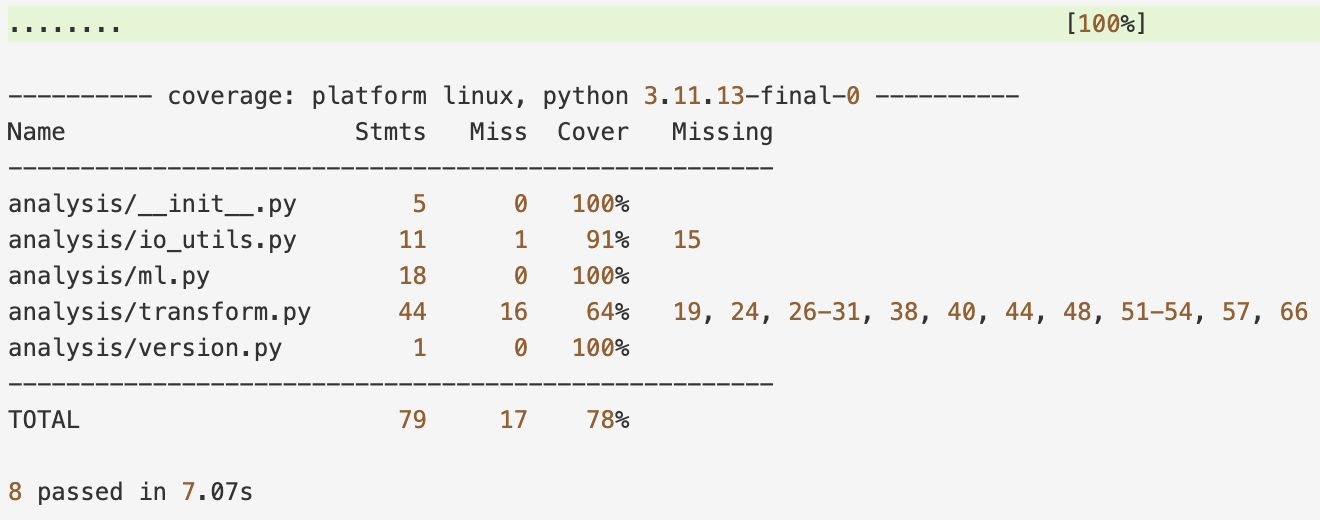 ........ [100%]
---------- coverage: platform linux, python 3.11.13-final-0 ----------
Name                    Stmts   Miss  Cover   Missing
-----------------------------------------------------
analysis/__init__.py        5      0   100%
analysis/io_utils.py       11      1    91%   15
analysis/ml.py             18      0   100%
analysis/transform.py      44     16    64%   19, 24, 26-31, 38, 40, 44, 48, 51-54, 57, 66
analysis/version.py         1      0   100%
-----------------------------------------------------
TOTAL                      79     17    78%
8 passed in 7.07s